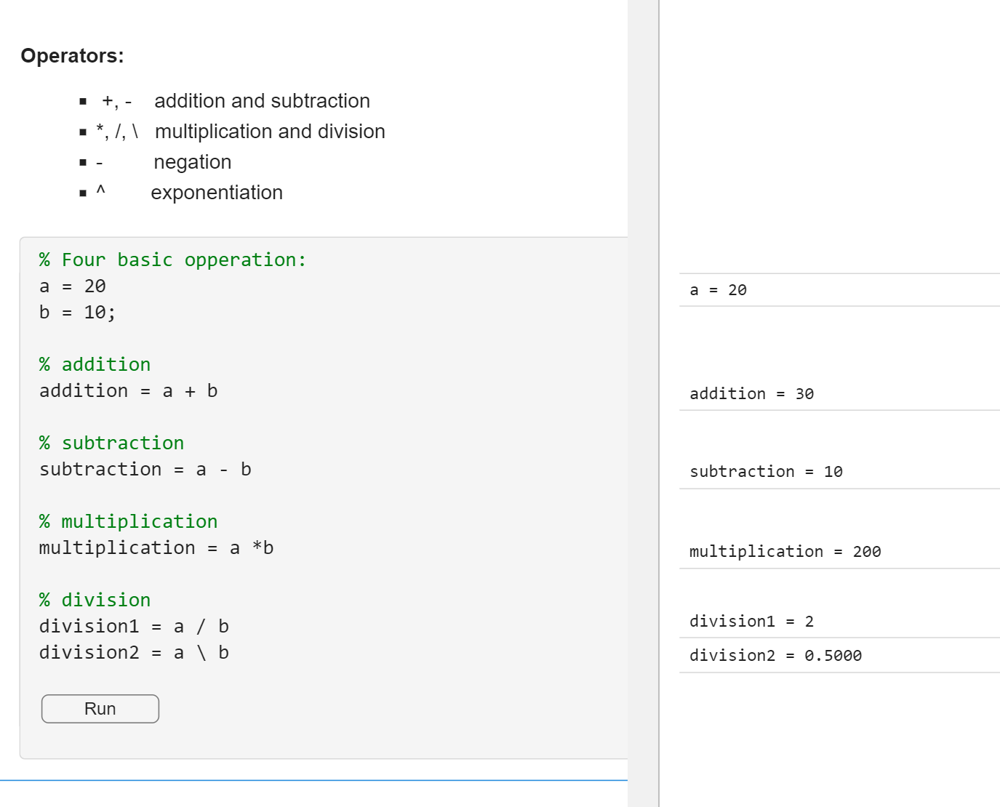 Operators:
+, - addition and subtraction
*, /, \ multiplication and division
- negation
^ exponentiation
% Four basic opperation:
a = 20
b = 10;
% addition
addition = a + b
% subtraction
subtraction = a - b
% multiplication
multiplication = a *b
% division
division1 = a / b
division2 = a \ b
Run
a = 20
addition = 30
subtraction = 10
multiplication = 200
division1 = 2
division2 = 0.5000